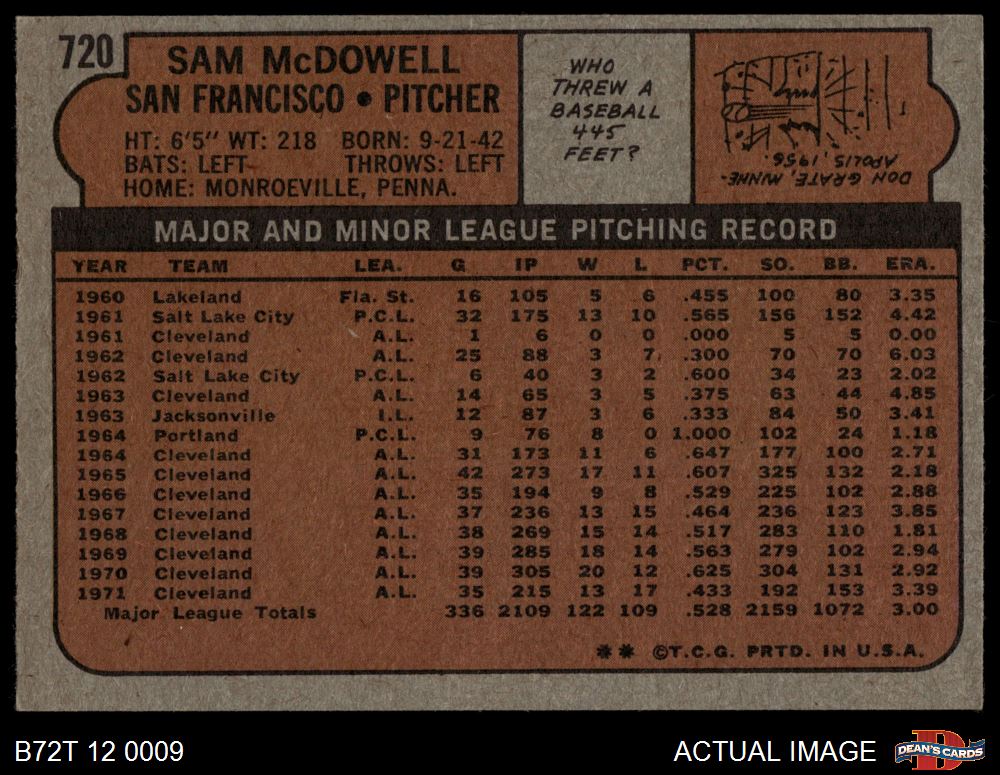 720
SAM McDOWELL
SAN FRANCISCO • PITCHER
HT: 6'5" WT: 218 BORN: 9-21-42
BATS: LEFT THROWS: LEFT
HOME: MONROEVILLE, PENNA.
WHO
THREW A
BASEBALL
445
FEET?
DON GRATE, MINNE-
APOLIS, 1956.
MAJOR AND MINOR LEAGUE PITCHING RECORD
YEAR TEAM LEA. G IP W L PCT. SO. BB. ERA.
1960 Lakeland Fla. St. 16 105 5 6 .455 100 80 3.35
1961 Salt Lake City P.C.L. 32 175 13 10 .565 156 152 4.42
1961 Cleveland A.L. 1 6 0 0 .000 5 5 0.00
1962 Cleveland A.L. 25 88 3 7 .300 70 70 6.03
1962 Salt Lake City P.C.L. 6 40 3 2 .600 34 23 2.02
1963 Cleveland A.L. 14 65 3 5 .375 63 44 4.85
1963 Jacksonville I.L. 12 87 3 6 .333 84 50 3.41
1964 Portland P.C.L. 9 76 8 0 1.000 102 24 1.18
1964 Cleveland A.L. 31 173 11 6 .647 177 100 2.71
1965 Cleveland A.L. 42 273 17 11 .607 325 132 2.18
1966 Cleveland A.L. 35 194 9 8 .529 225 102 2.88
1967 Cleveland A.L. 37 236 13 15 .464 236 123 3.85
1968 Cleveland A.L. 38 269 15 14 .517 283 110 1.81
1969 Cleveland A.L. 39 285 18 14 .563 279 102 2.94
1970 Cleveland A.L. 39 305 20 12 .625 304 131 2.92
1971 Cleveland A.L. 35 215 13 17 .433 192 153 3.39
Major League Totals 336 2109 122 109 .528 2159 1072 3.00
** ©T.C.G. PRTD. IN U.S.A.
B72T 12 0009
ACTUAL IMAGE
DEAN'S CARDS